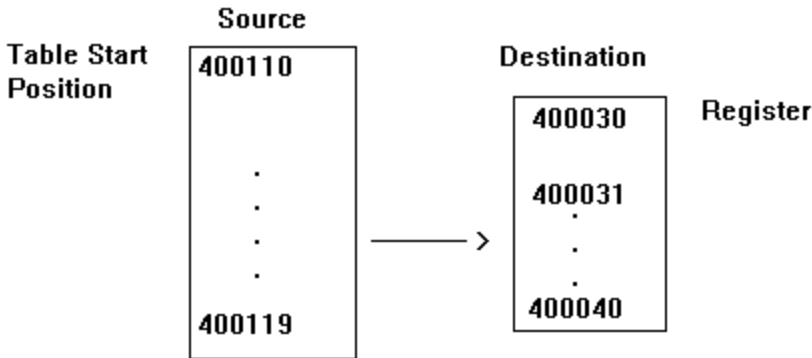 Source
Table Start
Position
400110
400119
Destination
400030
400031
400040
Register